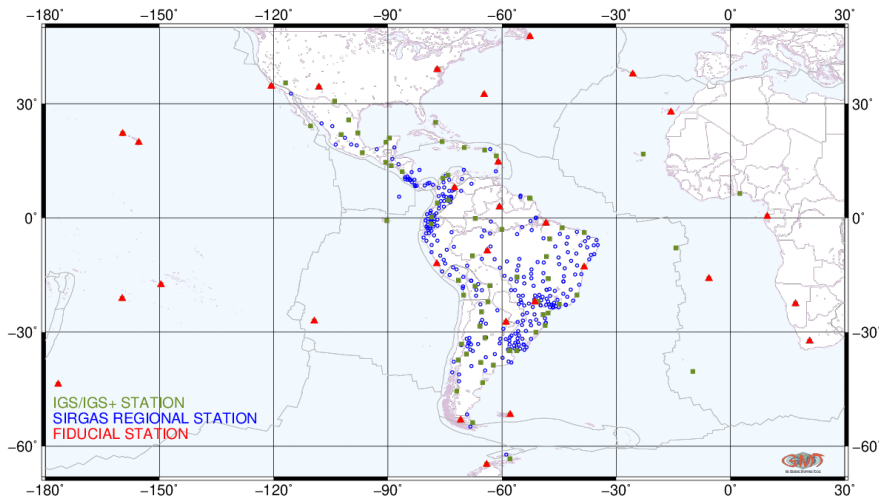 −180° −150° −120° −90° −60° −30° 0° 30°
30° 30°
0° 0°
−30° −30°
IGS/IGS+ STATION
SIRGAS REGIONAL STATION
FIDUCIAL STATION
−60° −60°
GMT
−180° −150° −120° −90° −60° −30° 0° 30°